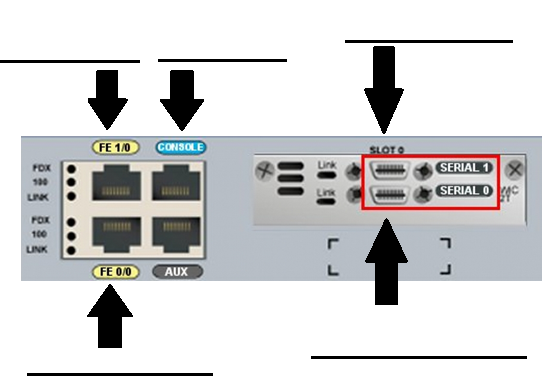 FE 1/0
CONSOLE
SLOT 0
FDX
100
LINK
Link
SERIAL 1
Link
SERIAL 0
FDX
100
LINK
FE 0/0
AUX